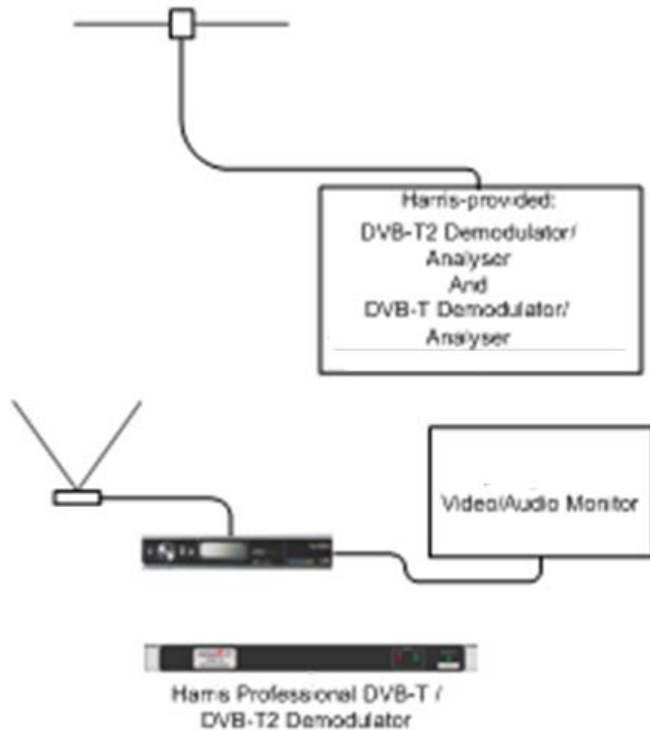 Harris-provided:
DVB-T2 Demodulator/
Analyser
And
DVB-T Demodulator/
Analyser
Video/Audio Monitor
Harris Professional DVB-T /
DVB-T2 Demodulator